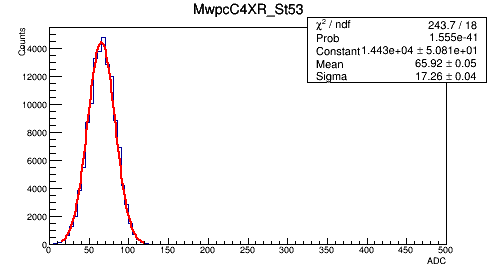 MwpcC4XR_St53
χ² / ndf 243.7 / 18
Prob 1.555e-41
Constant 1.443e+04 ± 5.081e+01
Mean 65.92 ± 0.05
Sigma 17.26 ± 0.04
Counts
14000
12000
10000
8000
6000
4000
2000
0
0 50 100 150 200 250 300 350 400 450 500
ADC